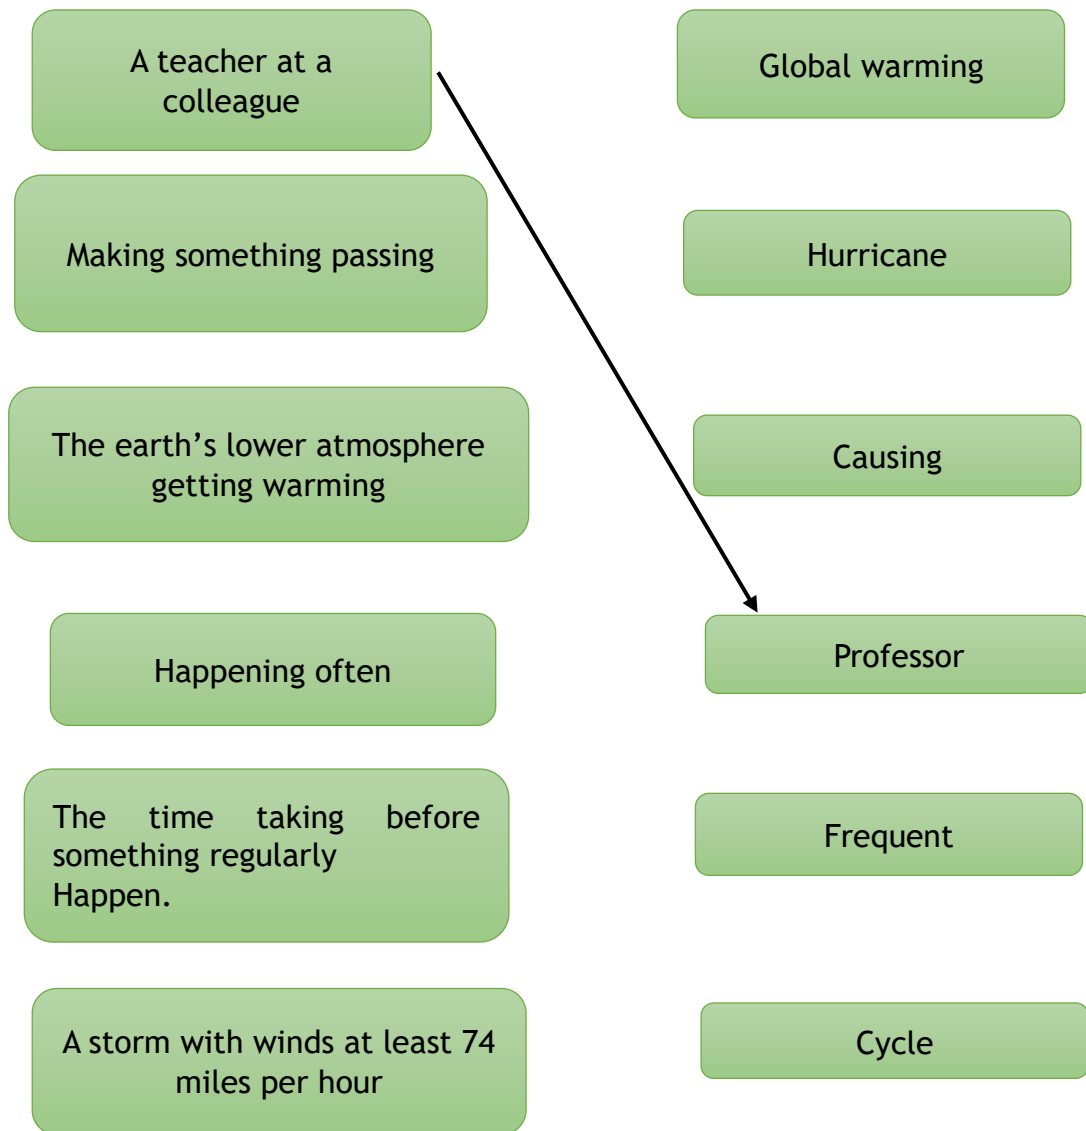 A teacher at a
colleague
Global warming
Making something passing
Hurricane
The earth’s lower atmosphere
getting warming
Causing
Happening often
Professor
The time taking before
something regularly
Happen.
Frequent
A storm with winds at least 74
miles per hour
Cycle